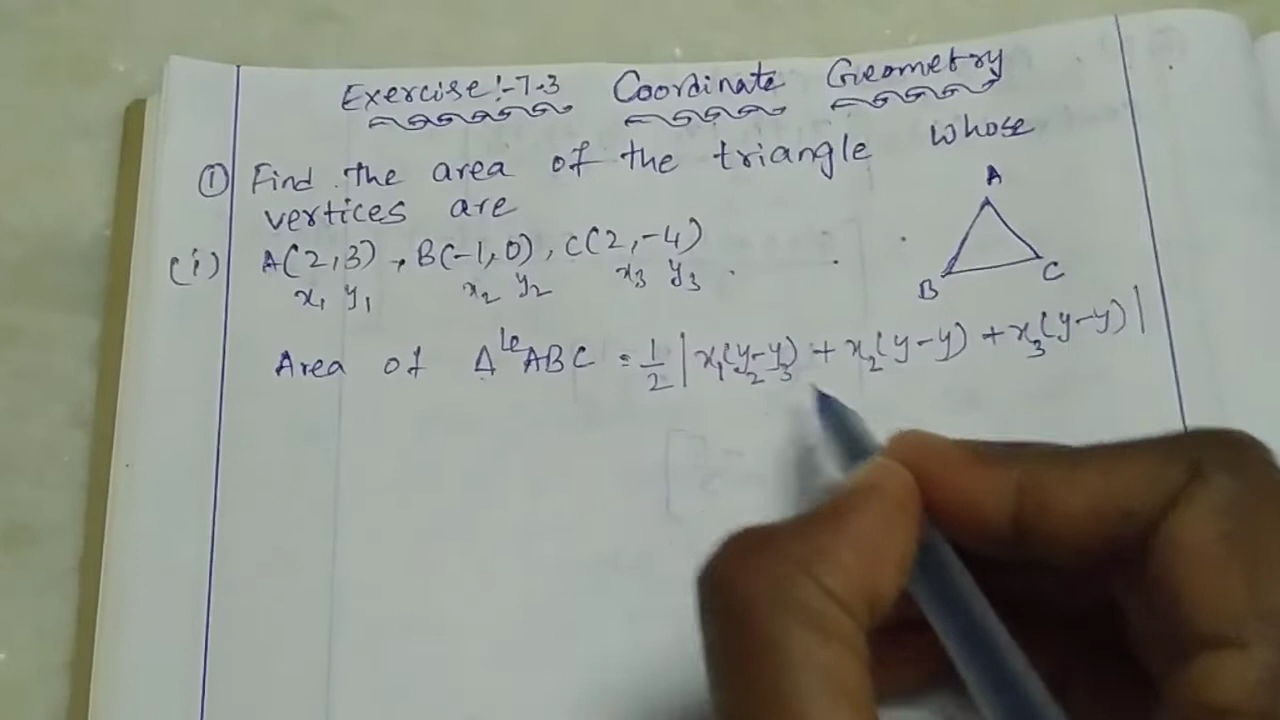 Exercise:-7.3 Coordinate Geometry
① Find the area of the triangle whose
vertices are
(i) A(2,3), B(-1,0), C(2,-4)
x₁ y₁ x₂ y₂ x₃ y₃
A
B C
Area of Δˡᵉ ABC = 1/2 | x₁(y₂-y₃) + x₂(y-y) + x₃(y-y) |